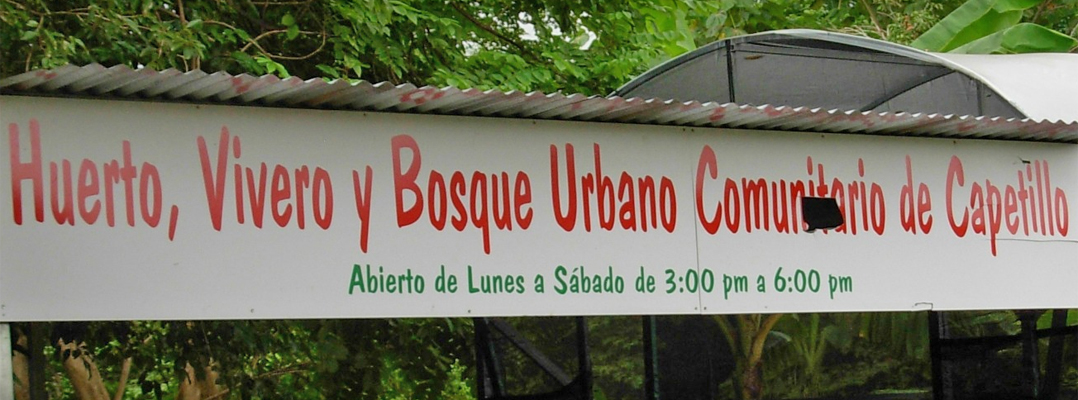 Huerto, Vivero y Bosque Urbano Comunitario de Capetillo
Abierto de Lunes a Sábado de 3:00 pm a 6:00 pm